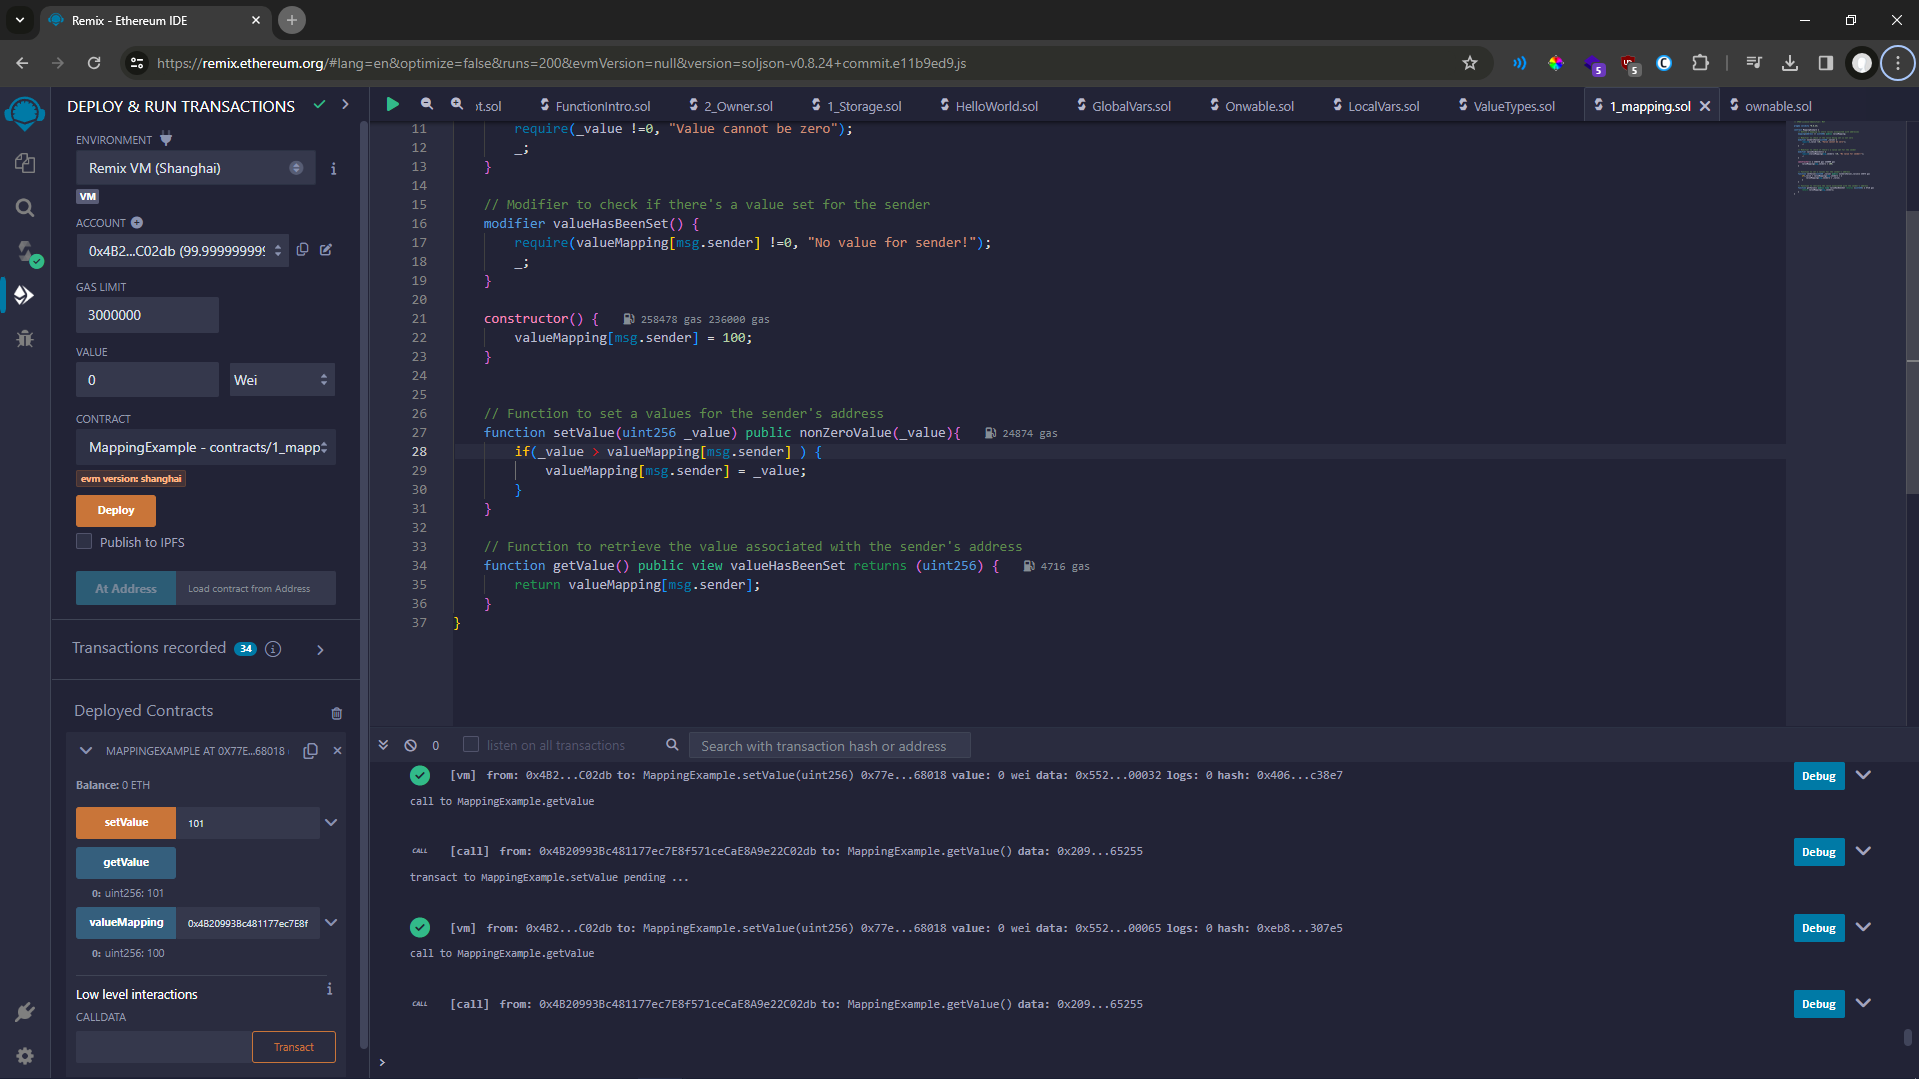 Remix - Ethereum IDE
https://remix.ethereum.org/#lang=en&optimize=false&runs=200&evmVersion=null&version=soljson-v0.8.24+commit.e11b9ed9.js
5
5
DEPLOY & RUN TRANSACTIONS
ENVIRONMENT
Remix VM (Shanghai)
VM
ACCOUNT
0x4B2...C02db (99.999999999
GAS LIMIT
3000000
VALUE
0
Wei
CONTRACT
MappingExample - contracts/1_mapp
evm version: shanghai
Deploy
Publish to IPFS
At Address
Load contract from Address
Transactions recorded 34
Deployed Contracts
MAPPINGEXAMPLE AT 0X77E...68018
Balance: 0 ETH
setValue 101
getValue
0: uint256: 101
valueMapping 0x4B20993Bc481177ec7E8f
0: uint256: 100
Low level interactions
CALLDATA
Transact
ot.sol FunctionIntro.sol 2_Owner.sol 1_Storage.sol HelloWorld.sol GlobalVars.sol Onwable.sol LocalVars.sol ValueTypes.sol 1_mapping.sol ownable.sol
11 require(_value !=0, "Value cannot be zero");
12 _;
13 }
14
15 // Modifier to check if there's a value set for the sender
16 modifier valueHasBeenSet() {
17 require(valueMapping[msg.sender] !=0, "No value for sender!");
18 _;
19 }
20
21 constructor() { 258478 gas 236000 gas
22 valueMapping[msg.sender] = 100;
23 }
24
25
26 // Function to set a values for the sender's address
27 function setValue(uint256 _value) public nonZeroValue(_value){ 24874 gas
28 if(_value > valueMapping[msg.sender] ) {
29 valueMapping[msg.sender] = _value;
30 }
31 }
32
33 // Function to retrieve the value associated with the sender's address
34 function getValue() public view valueHasBeenSet returns (uint256) { 4716 gas
35 return valueMapping[msg.sender];
36 }
37 }
0 listen on all transactions Search with transaction hash or address
[vm] from: 0x4B2...C02db to: MappingExample.setValue(uint256) 0x77e...68018 value: 0 wei data: 0x552...00032 logs: 0 hash: 0x406...c38e7 Debug
call to MappingExample.getValue
CALL [call] from: 0x4B20993Bc481177ec7E8f571ceCaE8A9e22C02db to: MappingExample.getValue() data: 0x209...65255 Debug
transact to MappingExample.setValue pending ...
[vm] from: 0x4B2...C02db to: MappingExample.setValue(uint256) 0x77e...68018 value: 0 wei data: 0x552...00065 logs: 0 hash: 0xeb8...307e5 Debug
call to MappingExample.getValue
CALL [call] from: 0x4B20993Bc481177ec7E8f571ceCaE8A9e22C02db to: MappingExample.getValue() data: 0x209...65255 Debug
>